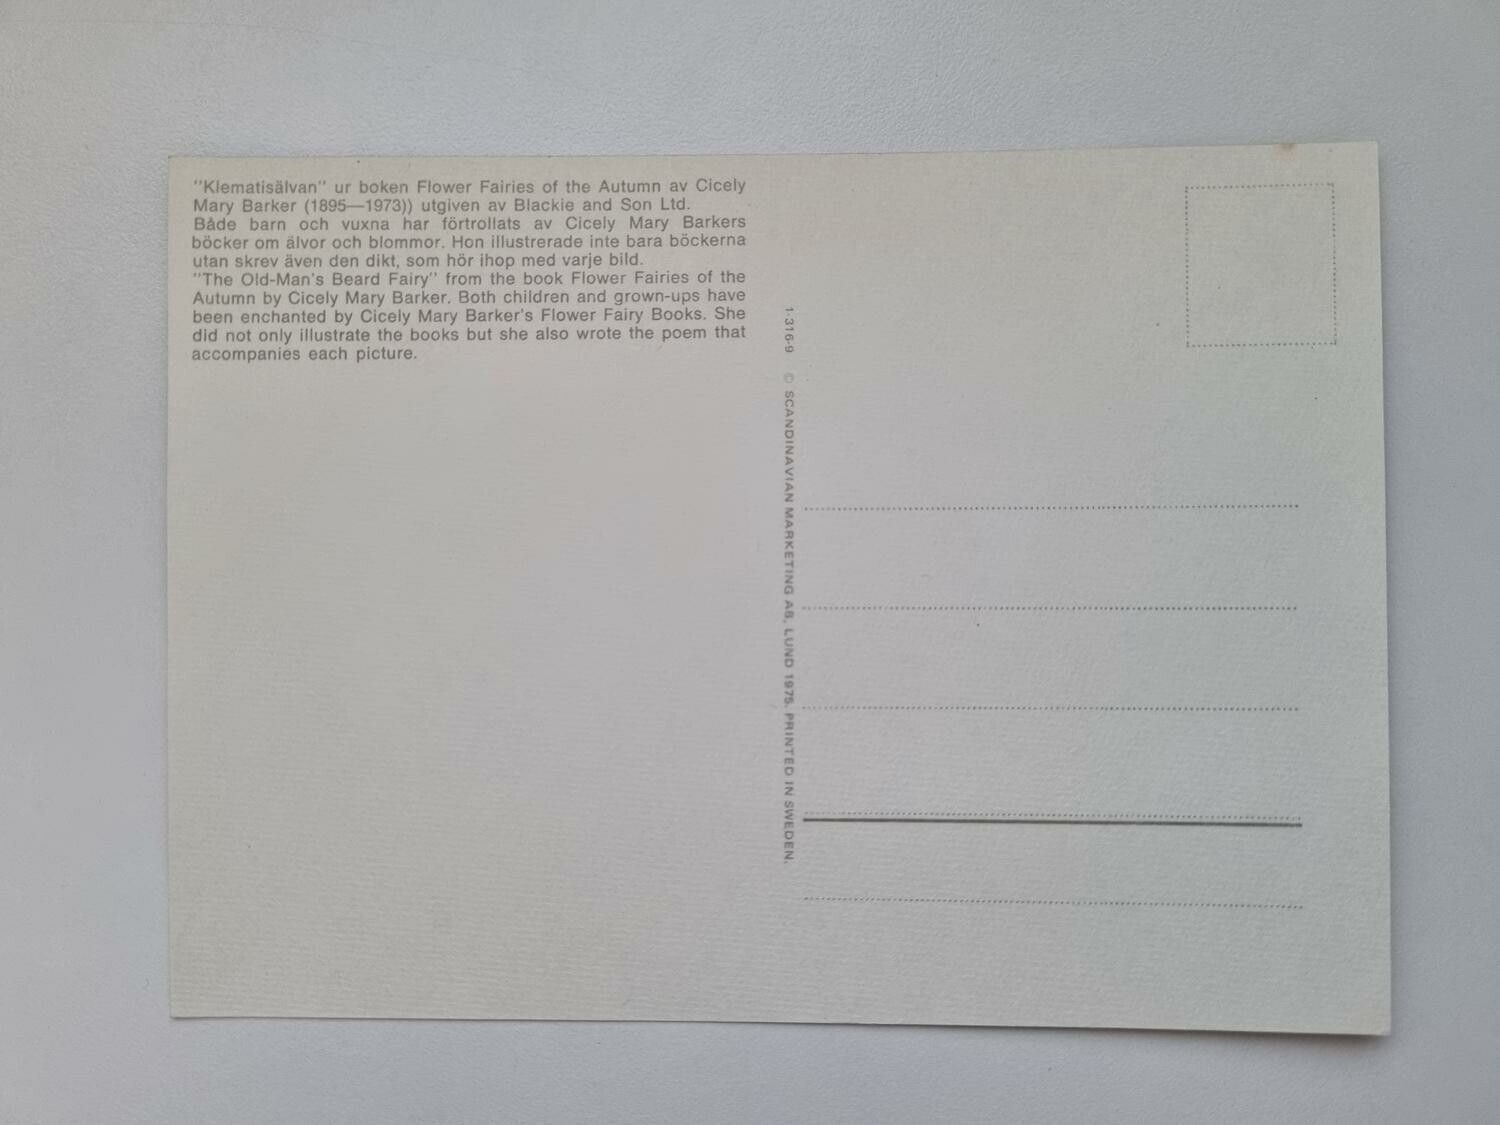 "Klematisälvan" ur boken Flower Fairies of the Autumn av Cicely
Mary Barker (1895—1973)) utgiven av Blackie and Son Ltd.
Både barn och vuxna har förtrollats av Cicely Mary Barkers
böcker om älvor och blommor. Hon illustrerade inte bara böckerna
utan skrev även den dikt, som hör ihop med varje bild.
"The Old-Man's Beard Fairy" from the book Flower Fairies of the
Autumn by Cicely Mary Barker. Both children and grown-ups have
been enchanted by Cicely Mary Barker's Flower Fairy Books. She
did not only illustrate the books but she also wrote the poem that
accompanies each picture.
1-316-9 © SCANDINAVIAN MARKETING AB, LUND 1975. PRINTED IN SWEDEN.